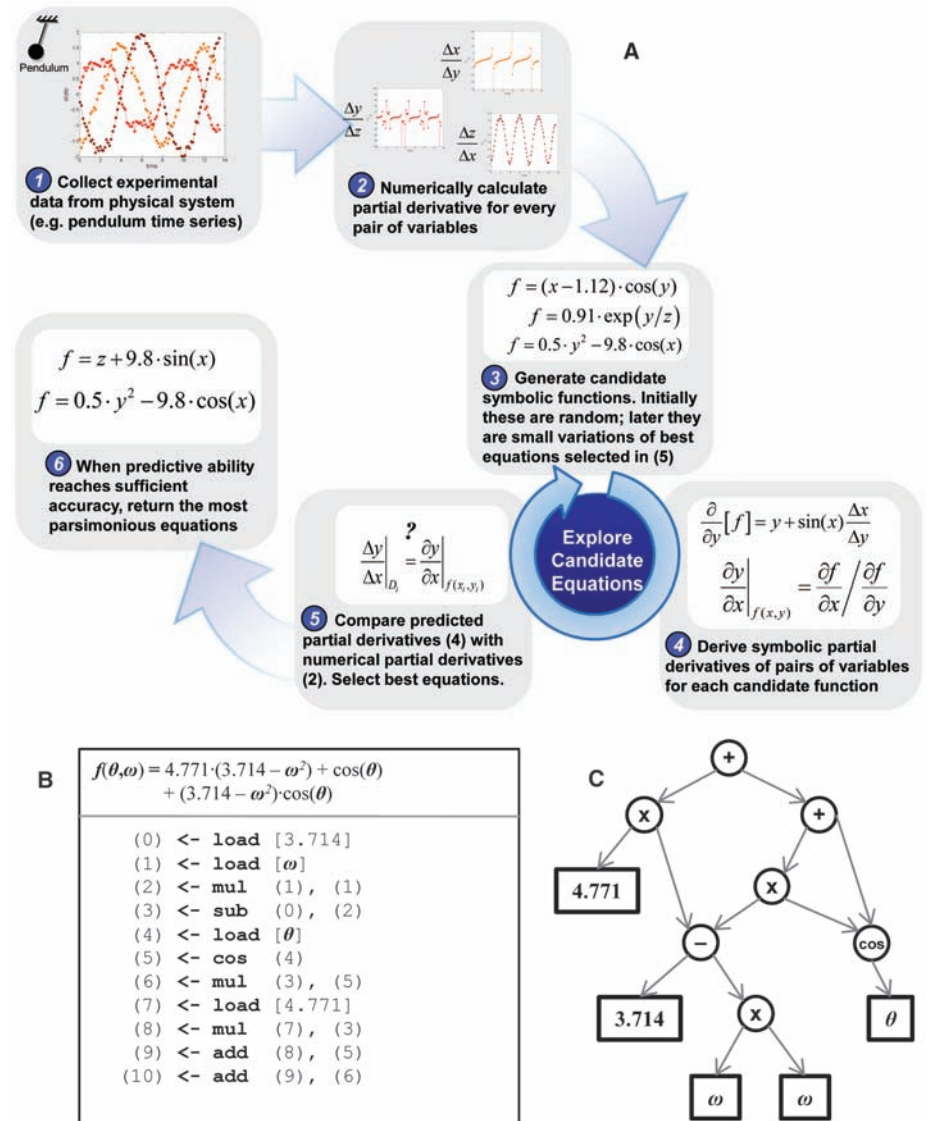 A
Pendulum
state
time
1 Collect experimental
data from physical system
(e.g. pendulum time series)
Δx/Δy
Δy/Δz
Δz/Δx
2 Numerically calculate
partial derivative for every
pair of variables
f = (x−1.12)·cos(y)
f = 0.91·exp(y/z)
f = 0.5·y² −9.8·cos(x)
3 Generate candidate
symbolic functions. Initially
these are random; later they
are small variations of best
equations selected in (5)
f = z+9.8·sin(x)
f = 0.5·y² −9.8·cos(x)
6 When predictive ability
reaches sufficient
accuracy, return the most
parsimonious equations
Explore
Candidate
Equations
?
Δy/Δx|Dᵢ = ∂y/∂x|f(xᵢ,yᵢ)
5 Compare predicted
partial derivatives (4) with
numerical partial derivatives
(2). Select best equations.
∂/∂y[f] = y+sin(x) Δx/Δy
∂y/∂x|f(x,y) = ∂f/∂x / ∂f/∂y
4 Derive symbolic partial
derivatives of pairs of variables
for each candidate function
B
f(θ,ω) = 4.771·(3.714 – ω²) + cos(θ)
+ (3.714 – ω²)·cos(θ)
(0) <- load [3.714]
(1) <- load [ω]
(2) <- mul (1), (1)
(3) <- sub (0), (2)
(4) <- load [θ]
(5) <- cos (4)
(6) <- mul (3), (5)
(7) <- load [4.771]
(8) <- mul (7), (3)
(9) <- add (8), (5)
(10) <- add (9), (6)
C
+
x
+
4.771
x
–
cos
3.714
x
θ
ω
ω